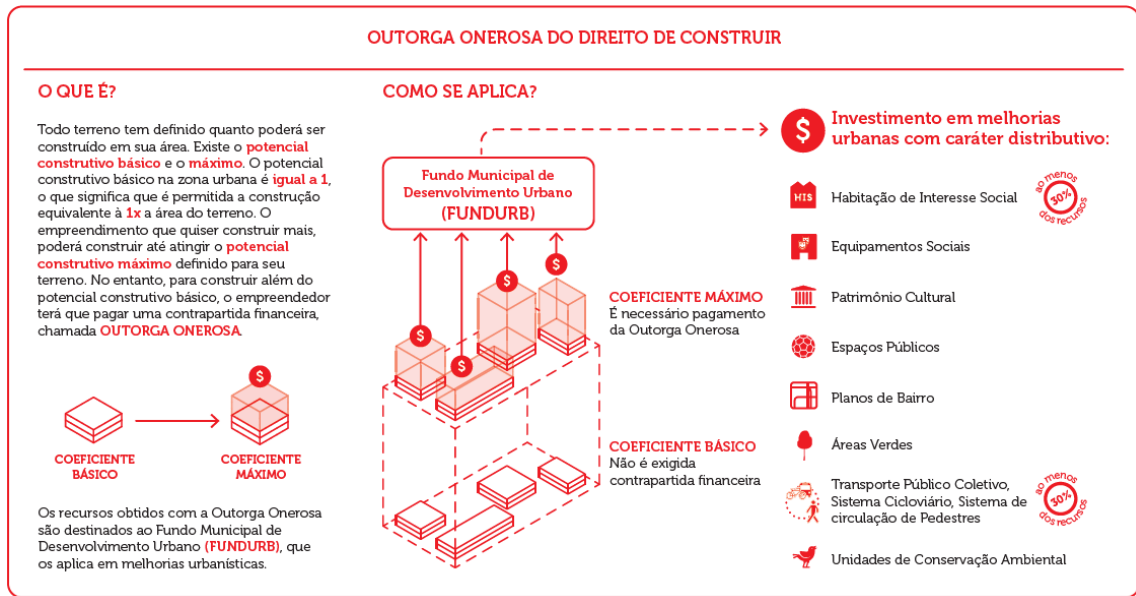 OUTORGA ONEROSA DO DIREITO DE CONSTRUIR
O QUE É?
Todo terreno tem definido quanto poderá ser
construído em sua área. Existe o potencial
construtivo básico e o máximo. O potencial
construtivo básico na zona urbana é igual a 1,
o que significa que é permitida a construção
equivalente à 1x a área do terreno. O
empreendimento que quiser construir mais,
poderá construir até atingir o potencial
construtivo máximo definido para seu
terreno. No entanto, para construir além do
potencial construtivo básico, o empreendedor
terá que pagar uma contrapartida financeira,
chamada OUTORGA ONEROSA.
$
COEFICIENTE
BÁSICO
COEFICIENTE
MÁXIMO
Os recursos obtidos com a Outorga Onerosa
são destinados ao Fundo Municipal de
Desenvolvimento Urbano (FUNDURB), que
os aplica em melhorias urbanísticas.
COMO SE APLICA?
Fundo Municipal de
Desenvolvimento Urbano
(FUNDURB)
$
$
$
$
COEFICIENTE MÁXIMO
É necessário pagamento
da Outorga Onerosa
COEFICIENTE BÁSICO
Não é exigida
contrapartida financeira
$
Investimento em melhorias
urbanas com caráter distributivo:
HIS
Habitação de Interesse Social
ao menos
30%
dos recursos
Equipamentos Sociais
Patrimônio Cultural
Espaços Públicos
Planos de Bairro
Áreas Verdes
Transporte Público Coletivo,
Sistema Cicloviário, Sistema de
circulação de Pedestres
ao menos
30%
dos recursos
Unidades de Conservação Ambiental